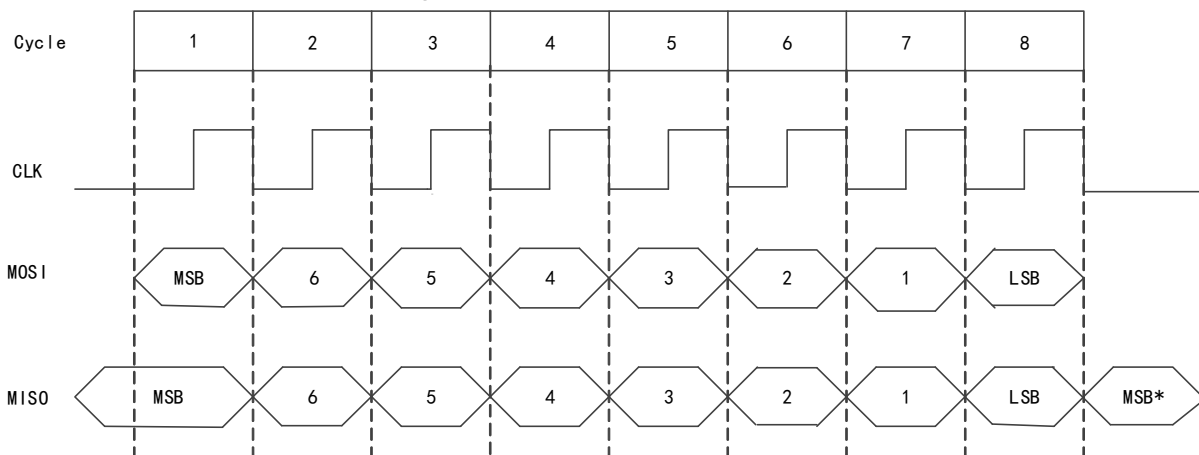 Cycle 1 2 3 4 5 6 7 8
CLK
MOSI MSB 6 5 4 3 2 1 LSB
MISO MSB 6 5 4 3 2 1 LSB MSB*